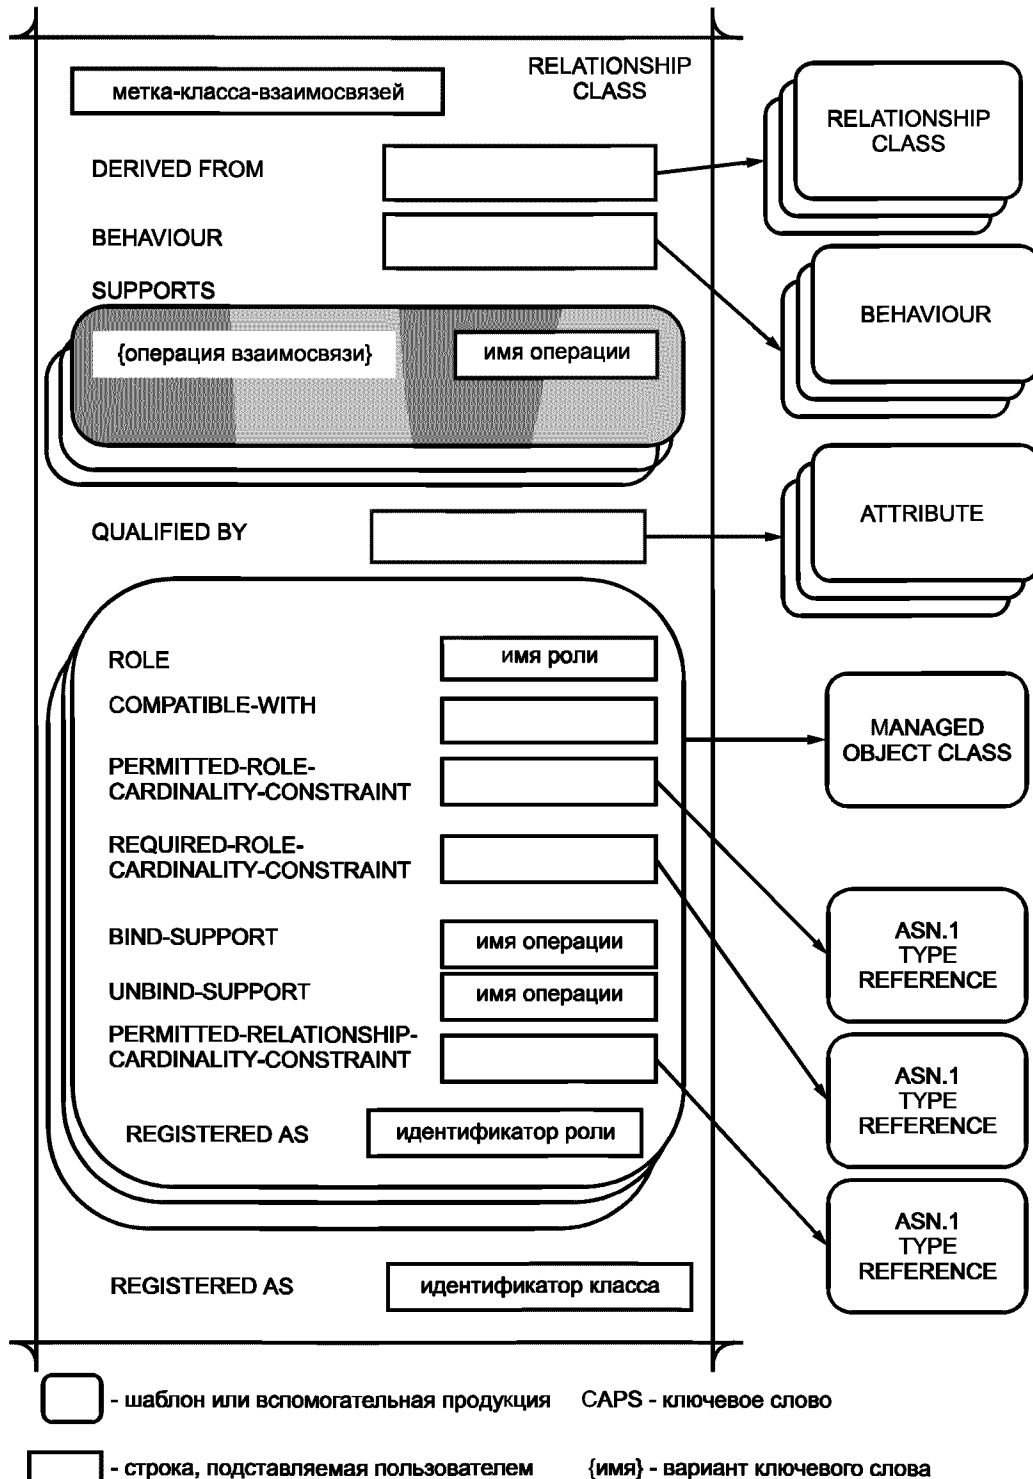 RELATIONSHIP
CLASS
метка-класса-взаимосвязей
RELATIONSHIP
CLASS
DERIVED FROM
BEHAVIOUR
BEHAVIOUR
SUPPORTS
{операция взаимосвязи}
имя операции
QUALIFIED BY
ATTRIBUTE
ROLE
имя роли
COMPATIBLE-WITH
MANAGED
OBJECT CLASS
PERMITTED-ROLE-
CARDINALITY-CONSTRAINT
REQUIRED-ROLE-
CARDINALITY-CONSTRAINT
BIND-SUPPORT
имя операции
ASN.1
TYPE
REFERENCE
UNBIND-SUPPORT
имя операции
PERMITTED-RELATIONSHIP-
CARDINALITY-CONSTRAINT
ASN.1
TYPE
REFERENCE
REGISTERED AS
идентификатор роли
ASN.1
TYPE
REFERENCE
REGISTERED AS
идентификатор класса
- шаблон или вспомогательная продукция
CAPS - ключевое слово
- строка, подставляемая пользователем
{имя} - вариант ключевого слова